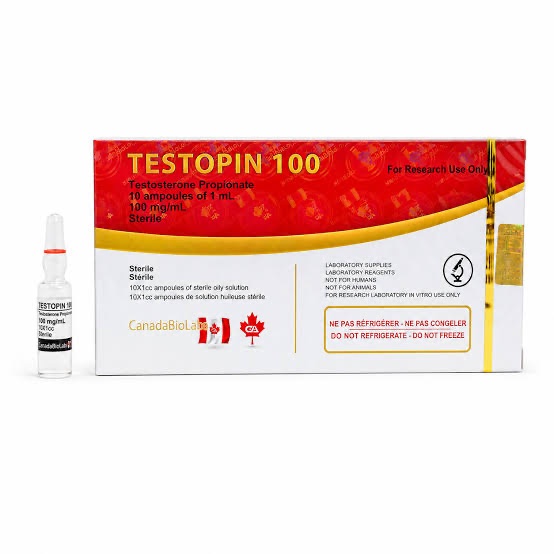 TESTOPIN 100
For Research Use Only
Testosterone Propionate
10 ampoules of 1 mL
100 mg/mL
Sterile
Sterile
Stérile
10X1cc ampoules of sterile oily solution
10X1cc ampoules de solution huileuse stérile
CanadaBioLabs
LABORATORY SUPPLIES
LABORATORY REAGENTS
NOT FOR HUMANS
NOT FOR ANIMALS
FOR RESEARCH LABORATORY IN VITRO USE ONLY
NE PAS RÉFRIGÉRER - NE PAS CONGELER
DO NOT REFRIGERATE - DO NOT FREEZE
TESTOPIN 100
Testosterone Propionate
100 mg/mL
10X1cc
Sterile
CanadaBioLabs